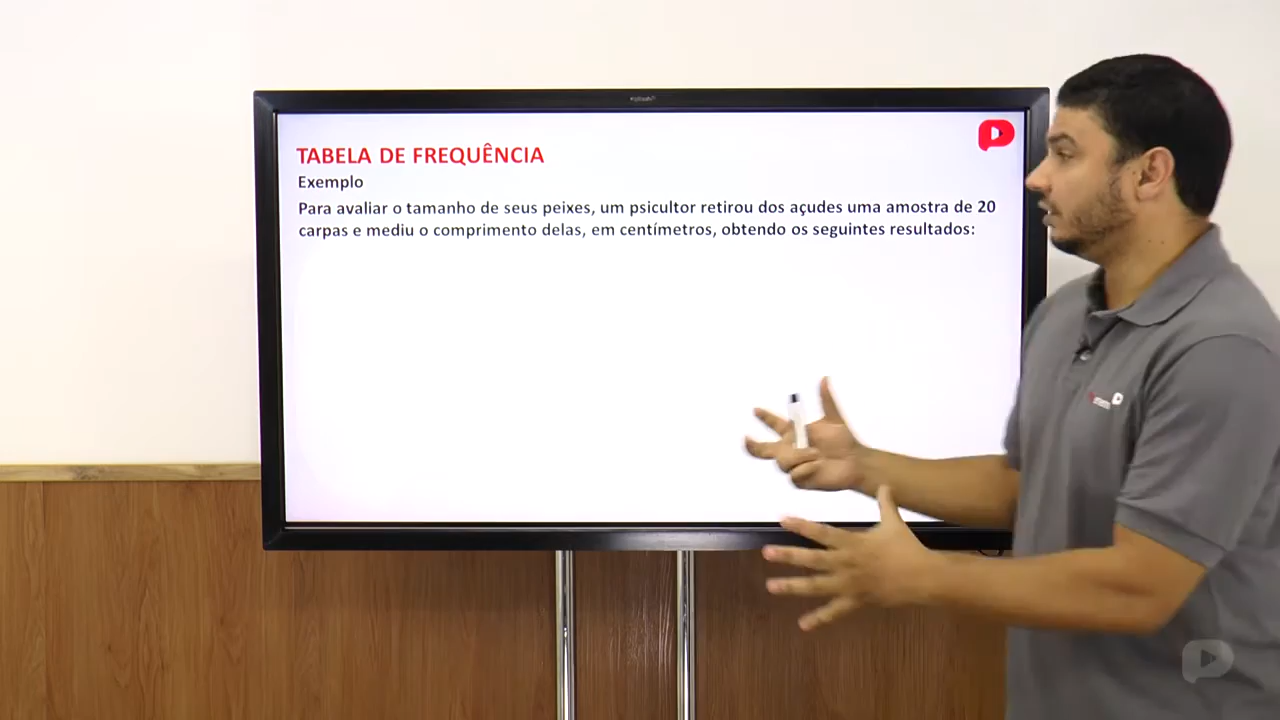 TABELA DE FREQUÊNCIA
Exemplo
Para avaliar o tamanho de seus peixes, um psicultor retirou dos açudes uma amostra de 20
carpas e mediu o comprimento delas, em centímetros, obtendo os seguintes resultados: